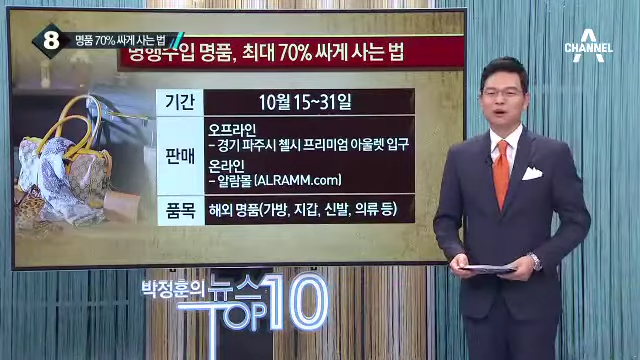 8 명품 70% 싸게 사는 법
병행수입 명품, 최대 70% 싸게 사는 법
CHANNEL A
기간 10월 15~31일
판매 오프라인
- 경기 파주시 첼시 프리미엄 아울렛 입구
온라인
- 알람몰(ALRAMM.com)
품목 해외 명품(가방, 지갑, 신발, 의류 등)
박정훈의 뉴스 TOP10